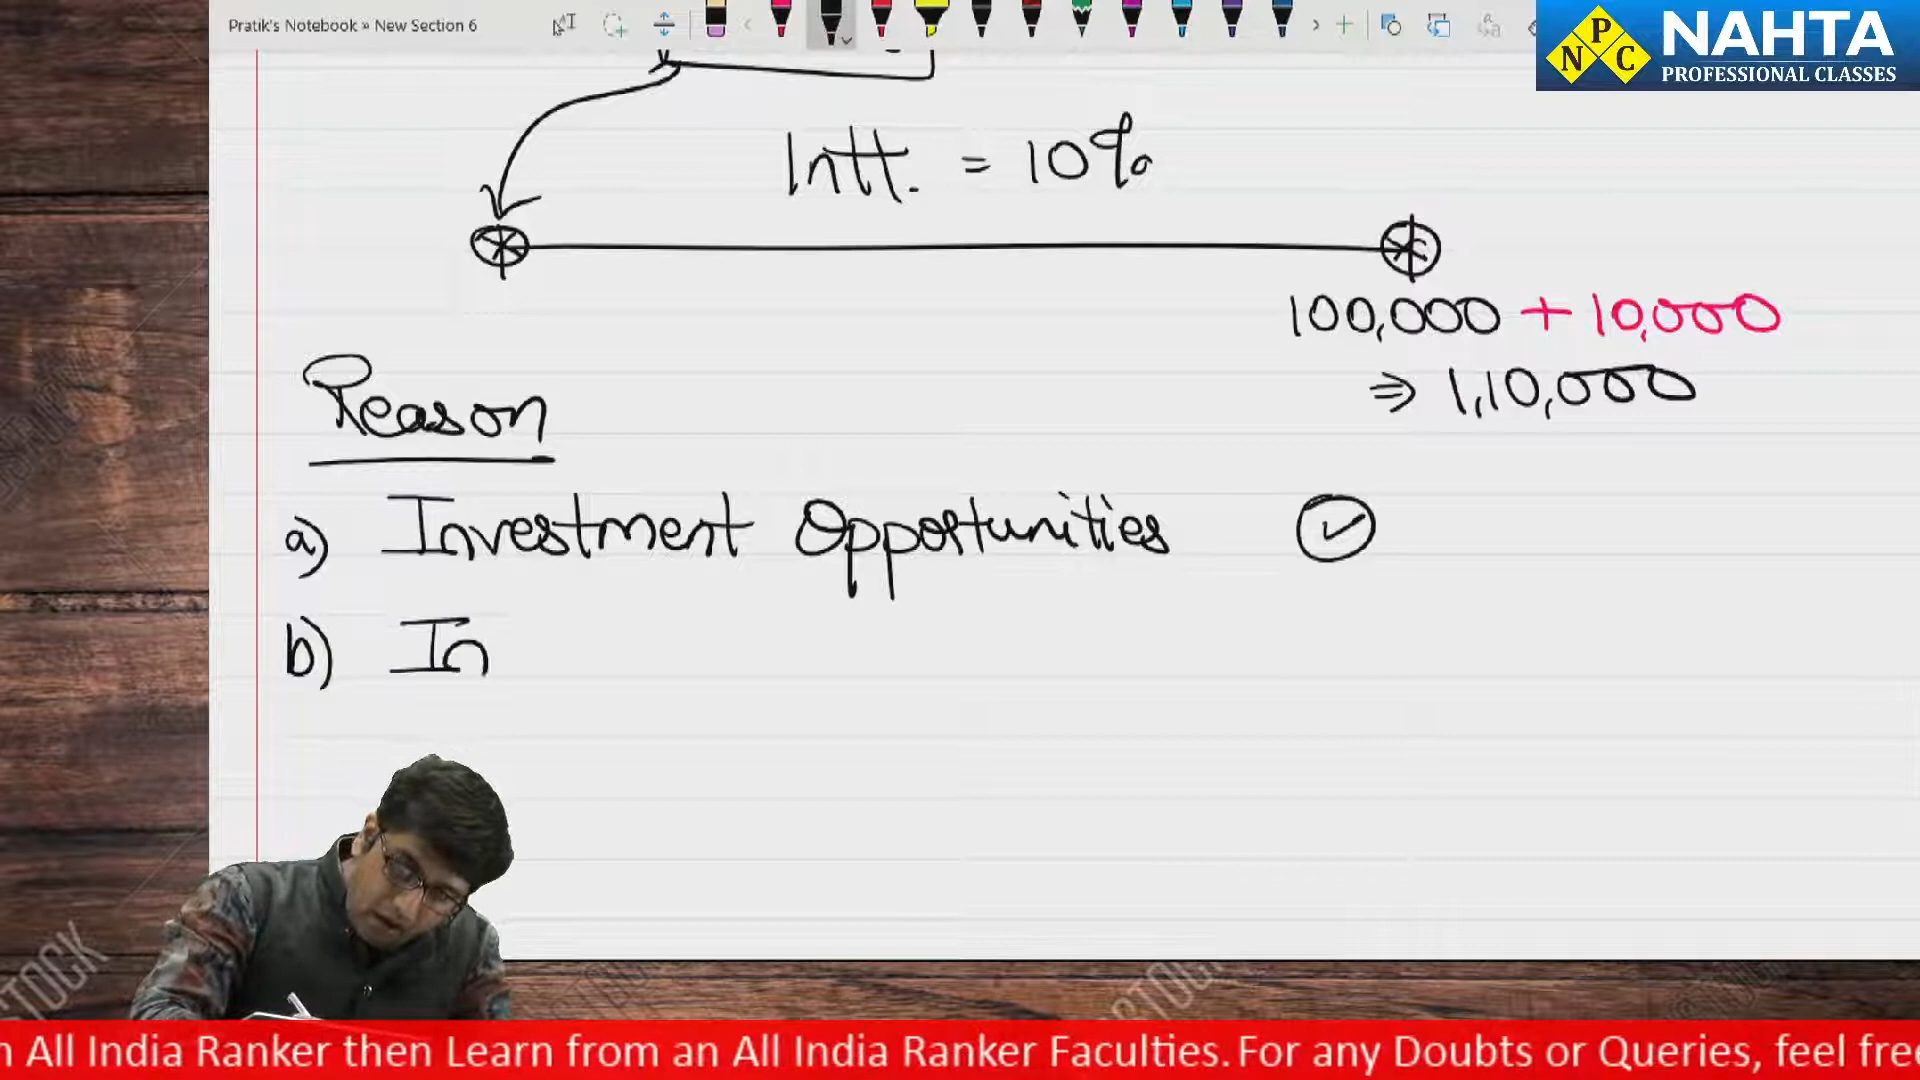 Pratik's Notebook » New Section 6
NPC NAHTA
PROFESSIONAL CLASSES
Intt. = 10%
100,000 + 10,000
⇒ 1,10,000
Reason
a) Investment Opportunities
b) In
TOCK
n All India Ranker then Learn from an All India Ranker Faculties. For any Doubts or Queries, feel free